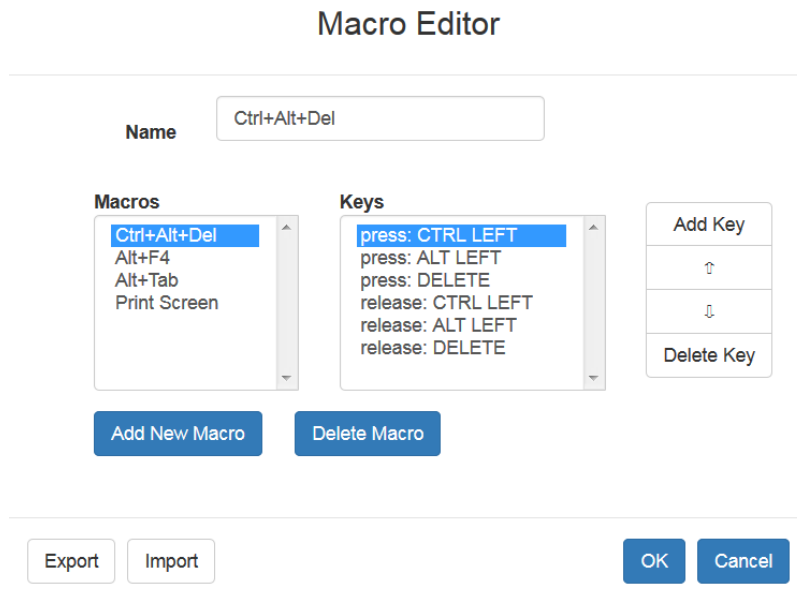 Macro Editor
Name
Ctrl+Alt+Del
Macros
Ctrl+Alt+Del
Alt+F4
Alt+Tab
Print Screen
Keys
press: CTRL LEFT
press: ALT LEFT
press: DELETE
release: CTRL LEFT
release: ALT LEFT
release: DELETE
Add Key
⇧
⇩
Delete Key
Add New Macro
Delete Macro
Export
Import
OK
Cancel